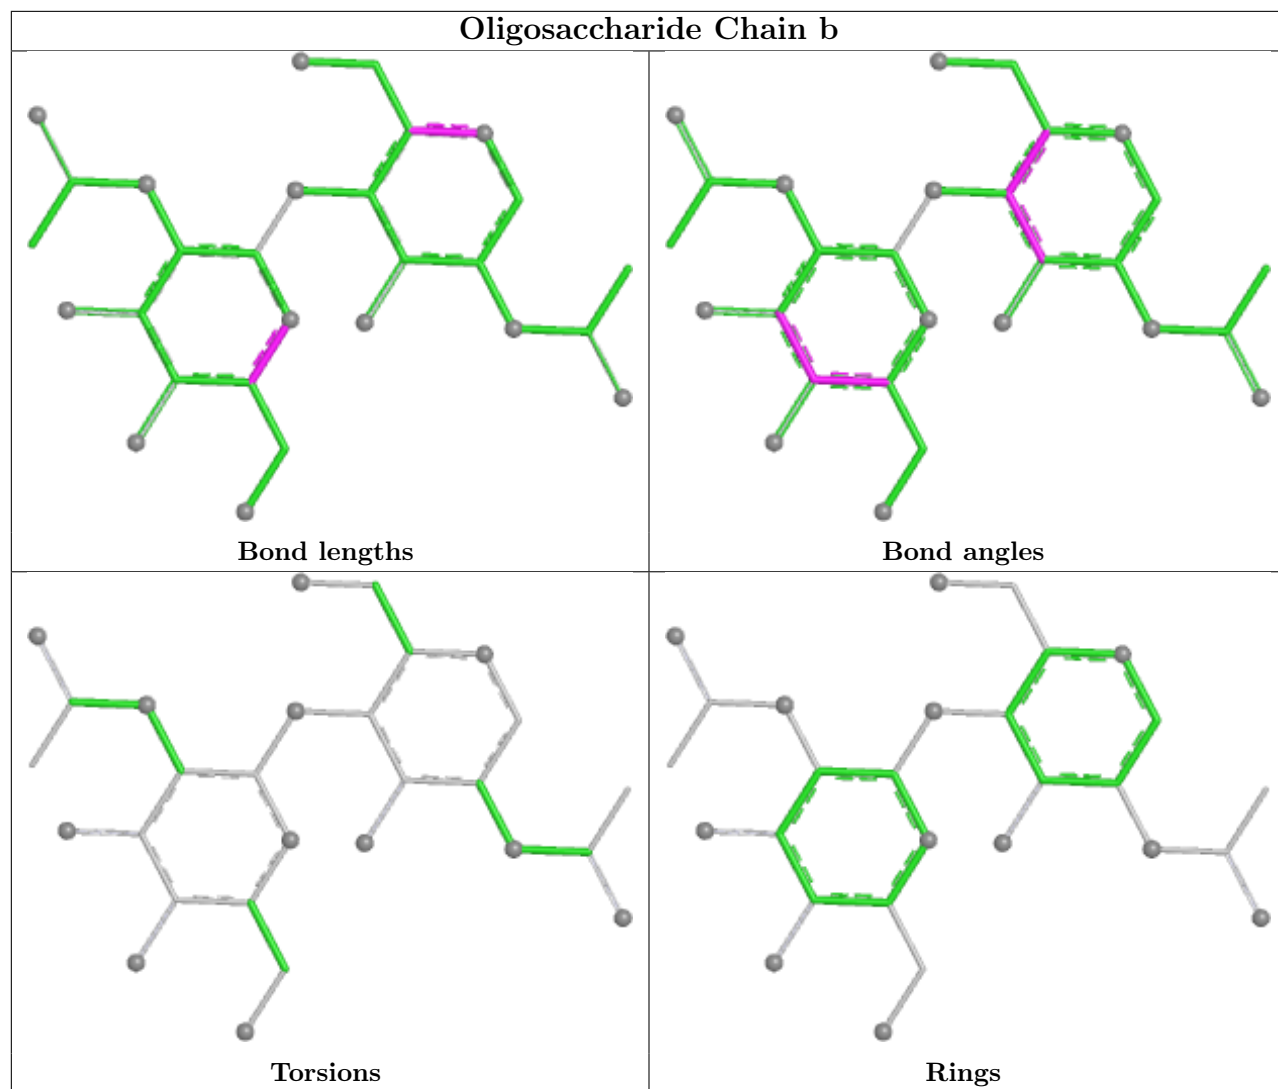 Oligosaccharide Chain b
Bond lengths
Bond angles
Torsions
Rings